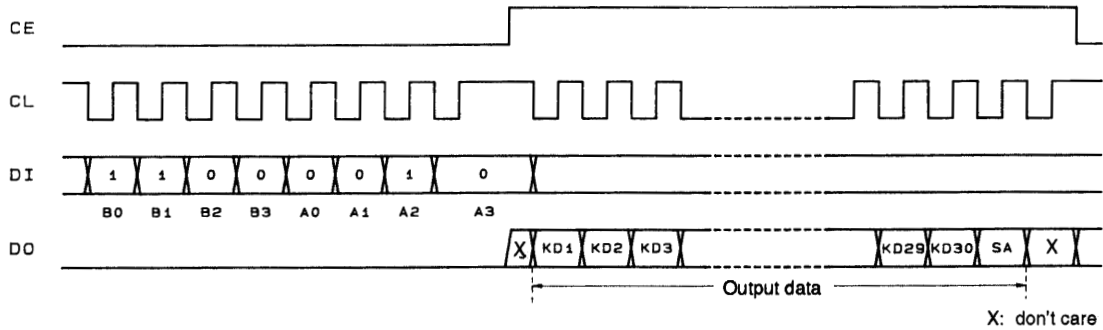 CE
CL
DI 1 1 0 0 0 0 1 0
B0 B1 B2 B3 A0 A1 A2 A3
DO X KD1 KD2 KD3 KD29 KD30 SA X
Output data
X: don't care